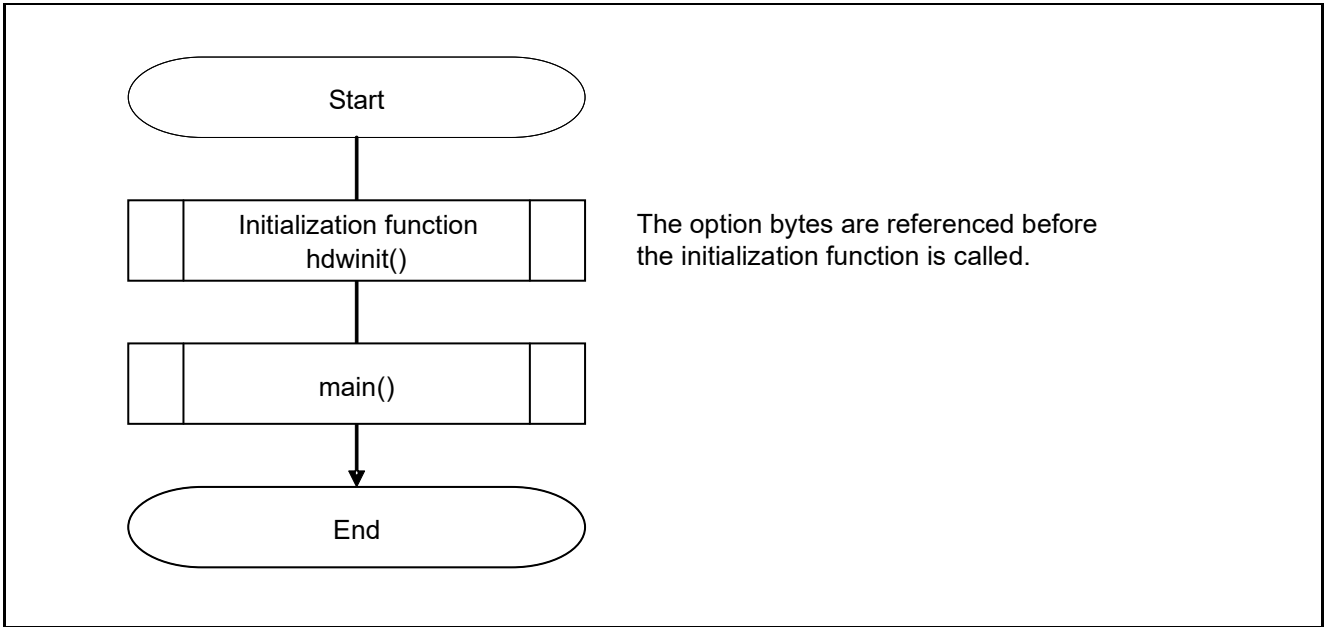 Start
Initialization function
hdwinit()
The option bytes are referenced before
the initialization function is called.
main()
End